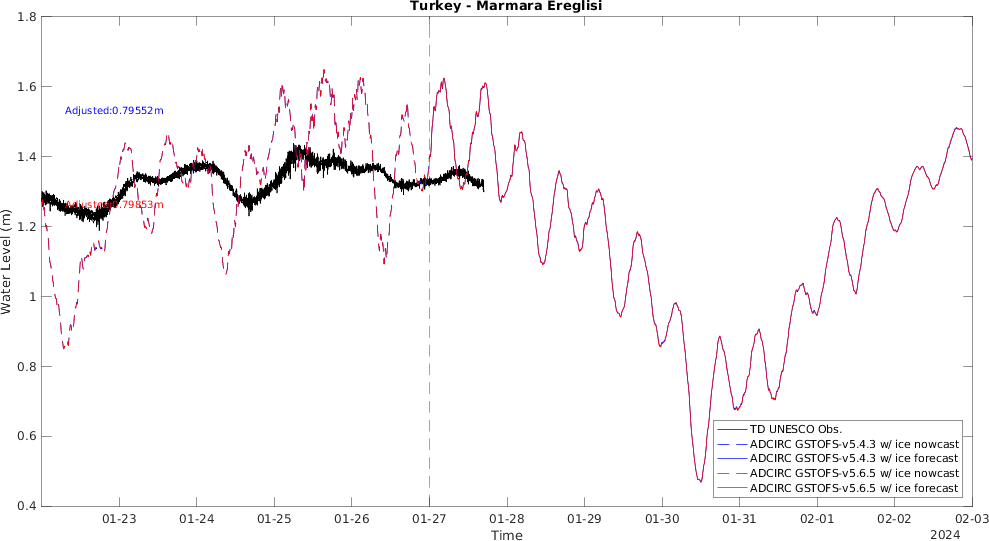 Turkey - Marmara Ereglisi
1.8
1.6
1.4
1.2
1
0.8
0.6
0.4
Water Level (m)
Adjusted:0.79552m
Adjusted:0.79853m
TD UNESCO Obs.
ADCIRC GSTOFS-v5.4.3 w/ ice nowcast
ADCIRC GSTOFS-v5.4.3 w/ ice forecast
ADCIRC GSTOFS-v5.6.5 w/ ice nowcast
ADCIRC GSTOFS-v5.6.5 w/ ice forecast
01-23 01-24 01-25 01-26 01-27 01-28 01-29 01-30 01-31 02-01 02-02 02-03
Time
2024